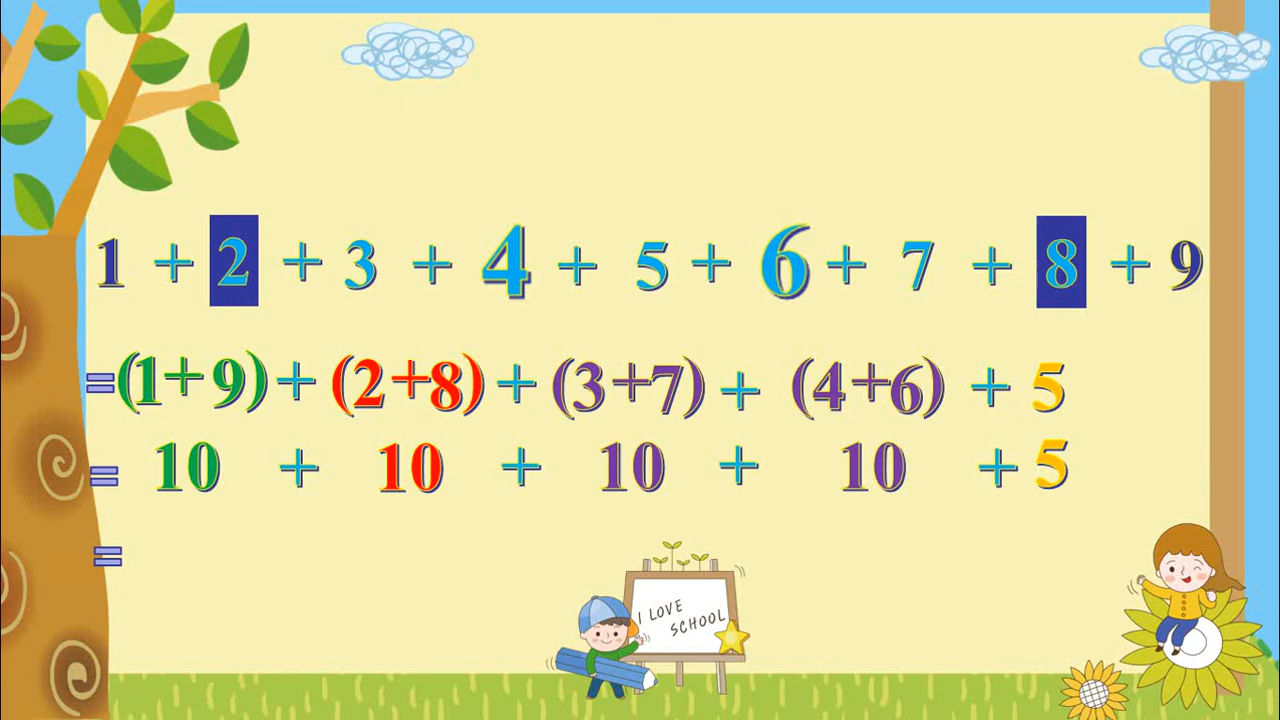 1 + 2 + 3 + 4 + 5 + 6 + 7 + 8 + 9
=(1+9)+(2+8)+(3+7)+(4+6)+5
= 10 + 10 + 10 + 10 +5
=
I LOVE
SCHOOL